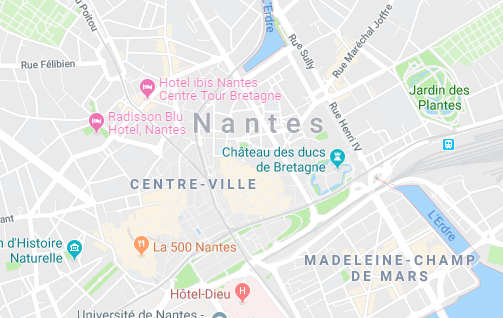 du Poitou
l'Erdre
Rue Sully
Rue Maréchal Joffre
Rue Félibien
Hotel ibis Nantes
Centre Tour Bretagne
Jardin des
Plantes
Radisson Blu
Hotel, Nantes
Nantes
Rue Henri IV
Château des ducs
de Bretagne
CENTRE-VILLE
ant
L'Erdre
n d'Histoire
Naturelle
La 500 Nantes
MADELEINE-CHAMP
DE MARS
Hôtel-Dieu
H
Université de Nantes -